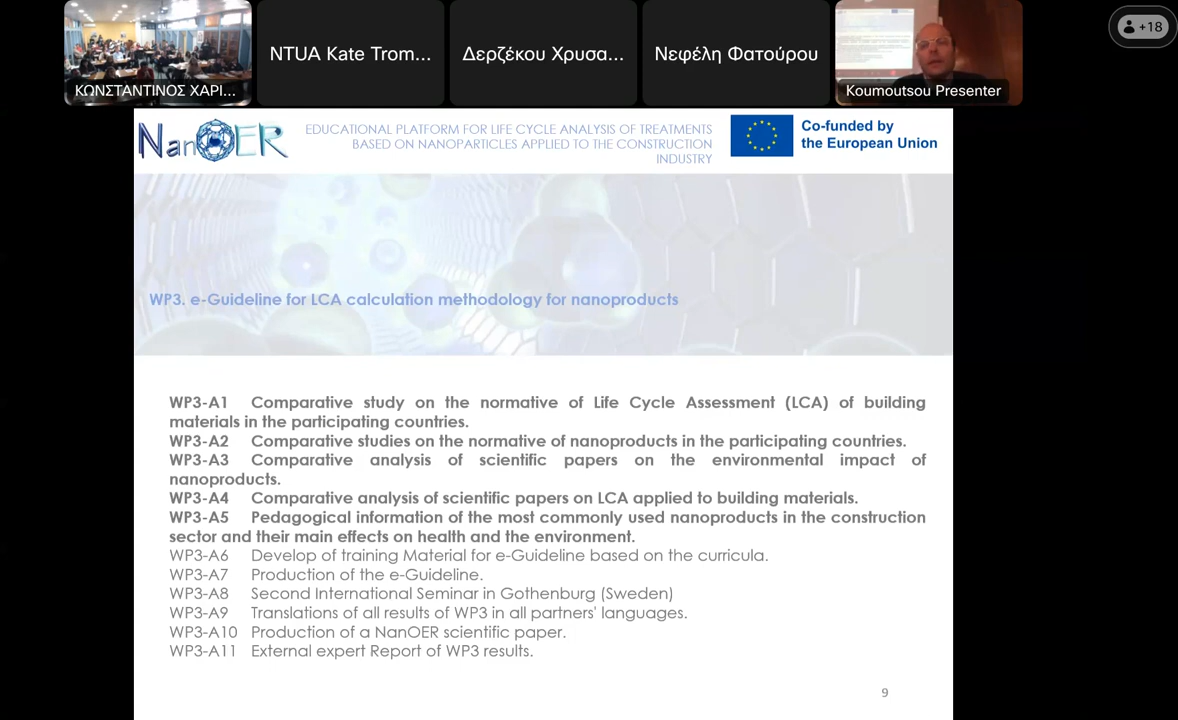 ΚΩΝΣΤΑΝΤΙΝΟΣ ΧΑΡΙ...
NTUA Kate Trom...
Δερζέκου Χρυσα...
Νεφέλη Φατούρου
Koumoutsou Presenter
+18
NanOER
EDUCATIONAL PLATFORM FOR LIFE CYCLE ANALYSIS OF TREATMENTS
BASED ON NANOPARTICLES APPLIED TO THE CONSTRUCTION
INDUSTRY
Co-funded by
the European Union
WP3. e-Guideline for LCA calculation methodology for nanoproducts
WP3-A1 Comparative study on the normative of Life Cycle Assessment (LCA) of building
materials in the participating countries.
WP3-A2 Comparative studies on the normative of nanoproducts in the participating countries.
WP3-A3 Comparative analysis of scientific papers on the environmental impact of
nanoproducts.
WP3-A4 Comparative analysis of scientific papers on LCA applied to building materials.
WP3-A5 Pedagogical information of the most commonly used nanoproducts in the construction
sector and their main effects on health and the environment.
WP3-A6 Develop of training Material for e-Guideline based on the curricula.
WP3-A7 Production of the e-Guideline.
WP3-A8 Second International Seminar in Gothenburg (Sweden)
WP3-A9 Translations of all results of WP3 in all partners' languages.
WP3-A10 Production of a NanOER scientific paper.
WP3-A11 External expert Report of WP3 results.
9